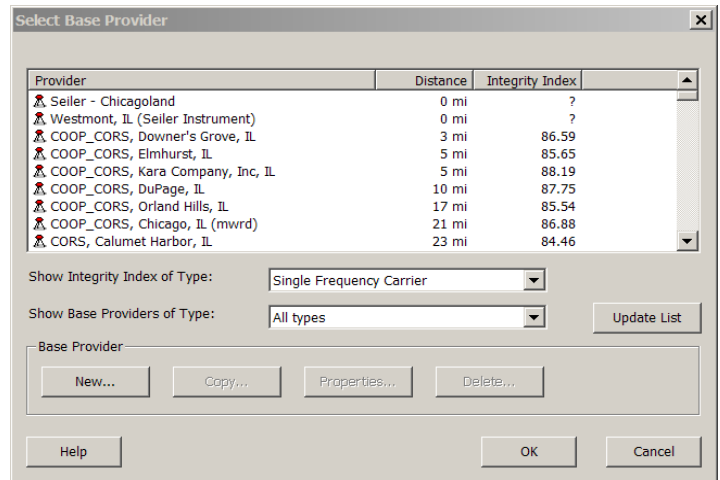 Select Base Provider
Provider Distance Integrity Index
Seiler - Chicagoland 0 mi ?
Westmont, IL (Seiler Instrument) 0 mi ?
COOP_CORS, Downer's Grove, IL 3 mi 86.59
COOP_CORS, Elmhurst, IL 5 mi 85.65
COOP_CORS, Kara Company, Inc, IL 5 mi 88.19
COOP_CORS, DuPage, IL 10 mi 87.75
COOP_CORS, Orland Hills, IL 17 mi 85.54
COOP_CORS, Chicago, IL (mwrd) 21 mi 86.88
CORS, Calumet Harbor, IL 23 mi 84.46
Show Integrity Index of Type: Single Frequency Carrier
Show Base Providers of Type: All types Update List
Base Provider
New... Copy... Properties... Delete...
Help OK Cancel